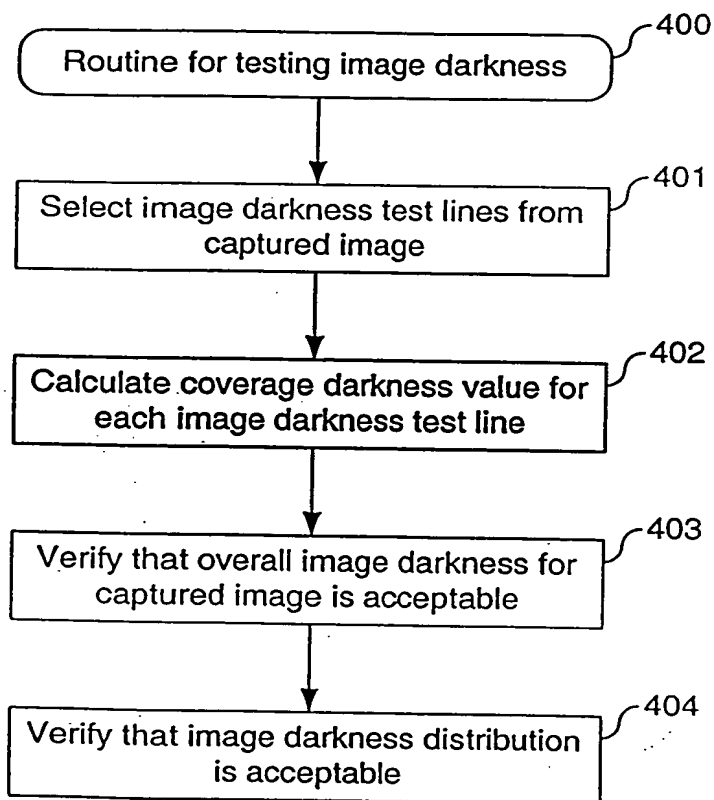 400
Routine for testing image darkness
401
Select image darkness test lines from
captured image
402
Calculate coverage darkness value for
each image darkness test line
403
Verify that overall image darkness for
captured image is acceptable
404
Verify that image darkness distribution
is acceptable